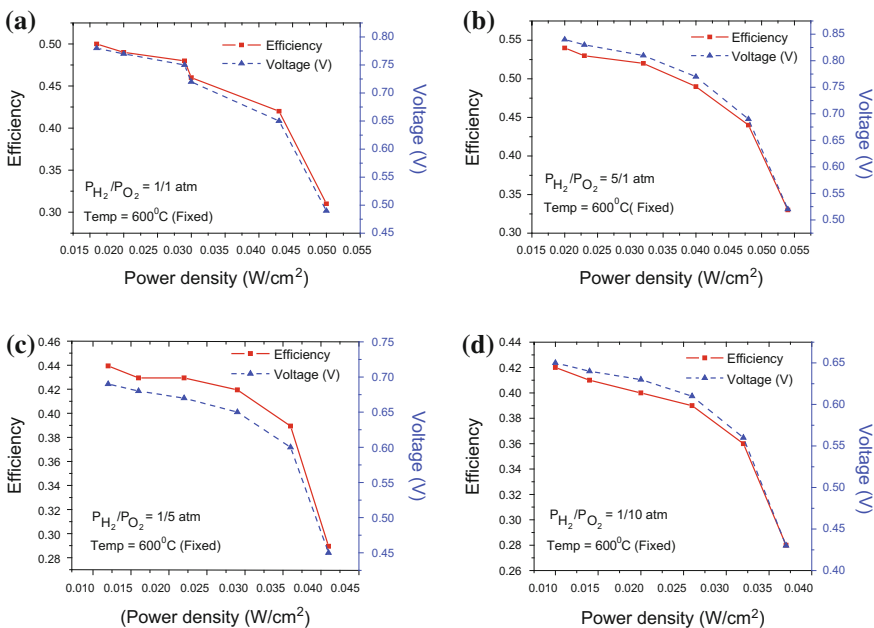 (a)
Efficiency
Voltage (V)
P_H2/P_O2 = 1/1 atm
Temp = 600⁰C (Fixed)
0.50
0.45
0.40
0.35
0.30
Efficiency
0.80
0.75
0.70
0.65
0.60
0.55
0.50
0.45
Voltage (V)
0.015 0.020 0.025 0.030 0.035 0.040 0.045 0.050 0.055
Power density (W/cm²)
(b)
Efficiency
Voltage (V)
P_H2/P_O2 = 5/1 atm
Temp = 600⁰C( Fixed)
0.55
0.50
0.45
0.40
0.35
0.30
Efficiency
0.85
0.80
0.75
0.70
0.65
0.60
0.55
0.50
Voltage (V)
0.015 0.020 0.025 0.030 0.035 0.040 0.045 0.050 0.055
Power density (W/cm²)
(c)
Efficiency
Voltage (V)
P_H2/P_O2 = 1/5 atm
Temp = 600⁰C (Fixed)
0.46
0.44
0.42
0.40
0.38
0.36
0.34
0.32
0.30
0.28
Efficiency
0.75
0.70
0.65
0.60
0.55
0.50
0.45
Voltage (V)
0.010 0.015 0.020 0.025 0.030 0.035 0.040 0.045
(Power density (W/cm²)
(d)
Efficiency
Voltage (V)
P_H2/P_O2 = 1/10 atm
Temp = 600⁰C (Fixed)
0.44
0.42
0.40
0.38
0.36
0.34
0.32
0.30
0.28
0.26
Efficiency
0.65
0.60
0.55
0.50
0.45
0.40
Voltage (V)
0.010 0.015 0.020 0.025 0.030 0.035 0.040
Power density (W/cm²)